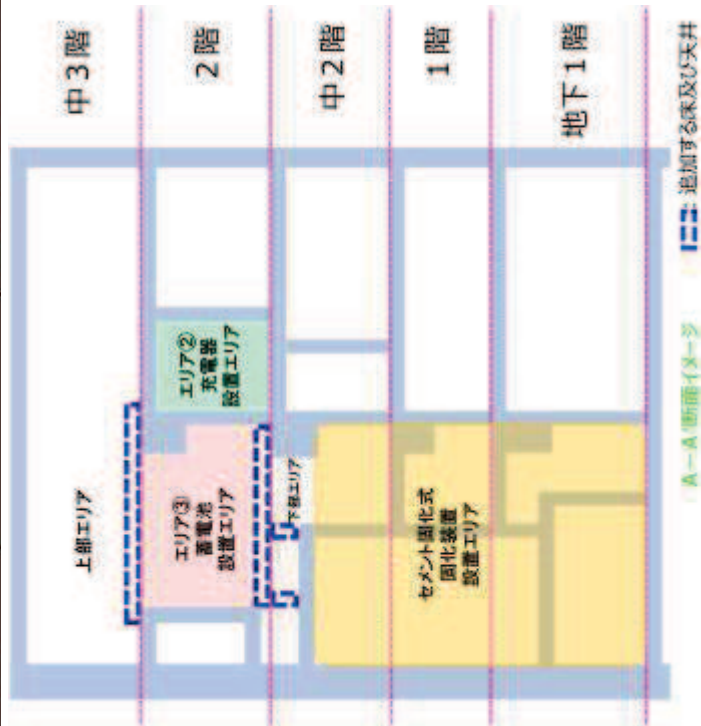 中3階
2階
中2階
1階
地下1階
上部エリア
エリア③
蓄電池
設置エリア
エリア②
充電器
設置エリア
下部エリア
セメント固化式
固化装置
設置エリア
A-A'断面イメージ
追加する床及び天井